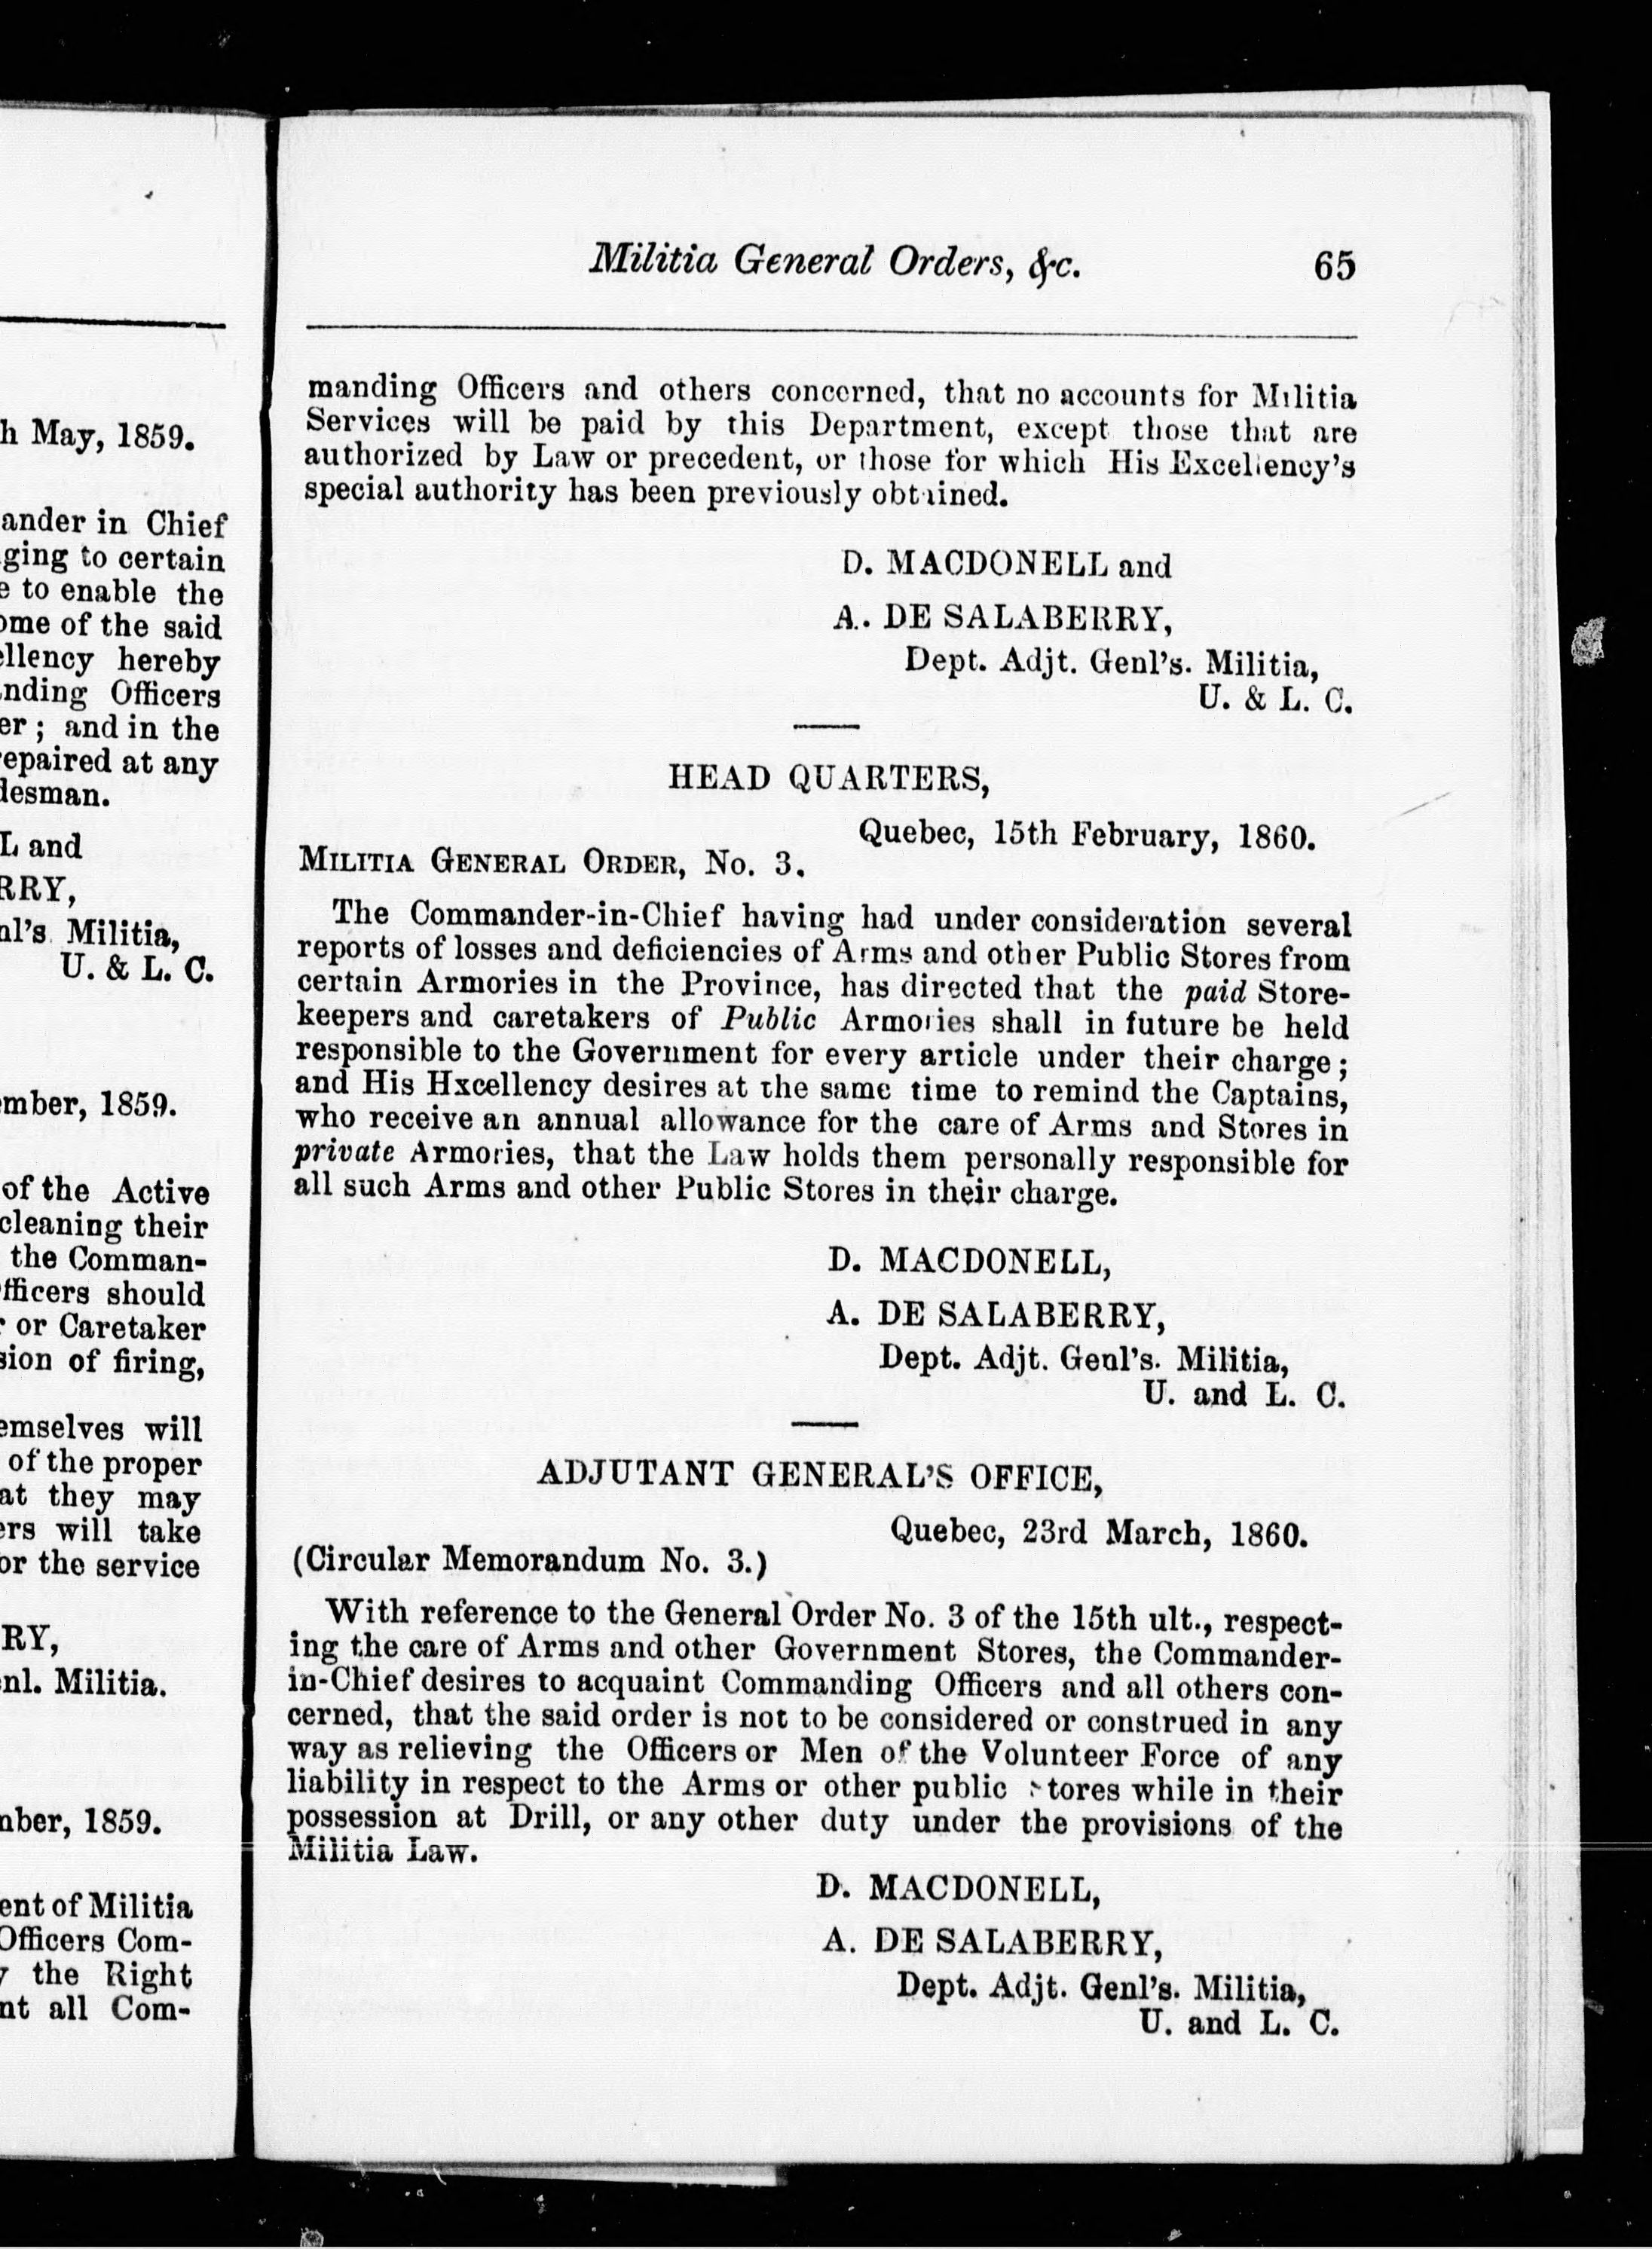 h May, 1859.
ander in Chief
ging to certain
e to enable the
ome of the said
ellency hereby
nding Officers
er; and in the
repaired at any
desman.
L and
RRY,
nl's Militia,
U. & L. C.
ember, 1859.
of the Active
cleaning their
the Comman-
fficers should
r or Caretaker
sion of firing,
emselves will
of the proper
at they may
ers will take
or the service
RY,
enl. Militia.
mber, 1859.
ent of Militia
Officers Com-
y the Right
nt all Com-
Militia General Orders, &c. 65
manding Officers and others concerned, that no accounts for Militia
Services will be paid by this Department, except those that are
authorized by Law or precedent, or those for which His Excellency's
special authority has been previously obtained.
D. MACDONELL and
A. DE SALABERRY,
Dept. Adjt. Genl's. Militia,
U. & L. C.
HEAD QUARTERS,
Quebec, 15th February, 1860.
MILITIA GENERAL ORDER, No. 3.
The Commander-in-Chief having had under consideration several
reports of losses and deficiencies of Arms and other Public Stores from
certain Armories in the Province, has directed that the paid Store-
keepers and caretakers of Public Armories shall in future be held
responsible to the Government for every article under their charge;
and His Hxcellency desires at the same time to remind the Captains,
who receive an annual allowance for the care of Arms and Stores in
private Armories, that the Law holds them personally responsible for
all such Arms and other Public Stores in their charge.
D. MACDONELL,
A. DE SALABERRY,
Dept. Adjt. Genl's. Militia,
U. and L. C.
ADJUTANT GENERAL'S OFFICE,
Quebec, 23rd March, 1860.
(Circular Memorandum No. 3.)
With reference to the General Order No. 3 of the 15th ult., respect-
ing the care of Arms and other Government Stores, the Commander-
in-Chief desires to acquaint Commanding Officers and all others con-
cerned, that the said order is not to be considered or construed in any
way as relieving the Officers or Men of the Volunteer Force of any
liability in respect to the Arms or other public stores while in their
possession at Drill, or any other duty under the provisions of the
Militia Law.
D. MACDONELL,
A. DE SALABERRY,
Dept. Adjt. Genl's. Militia,
U. and L. C.